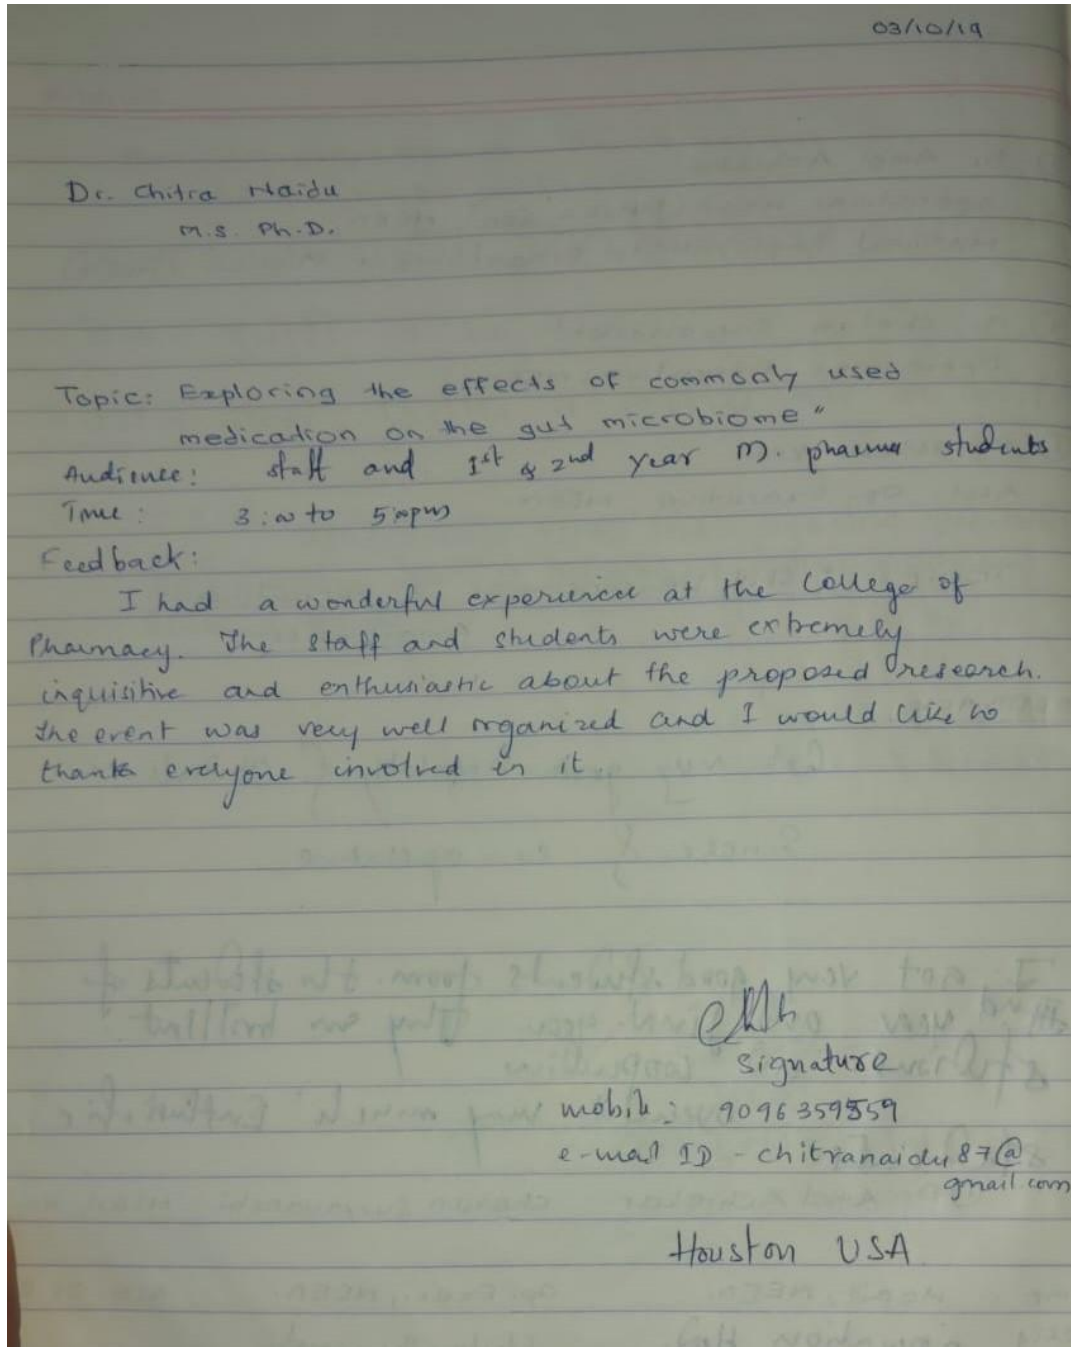 03/10/19
Dr. Chitra Naidu
M.S. Ph.D.
Topic: Exploring the effects of commonly used
medication on the gut microbiome"
Audience: staff and 1st & 2nd year M. pharma students
Time: 3:00 to 5:00pm
Feedback:
I had a wonderful experience at the College of
Pharmacy. The staff and students were extremely
inquisitive and enthusiastic about the proposed research.
The event was very well organized and I would like to
thank everyone involved in it.
signature
mobile: 9096359559
e-mail ID - chitranaidu87@
gmail.com
Houston USA